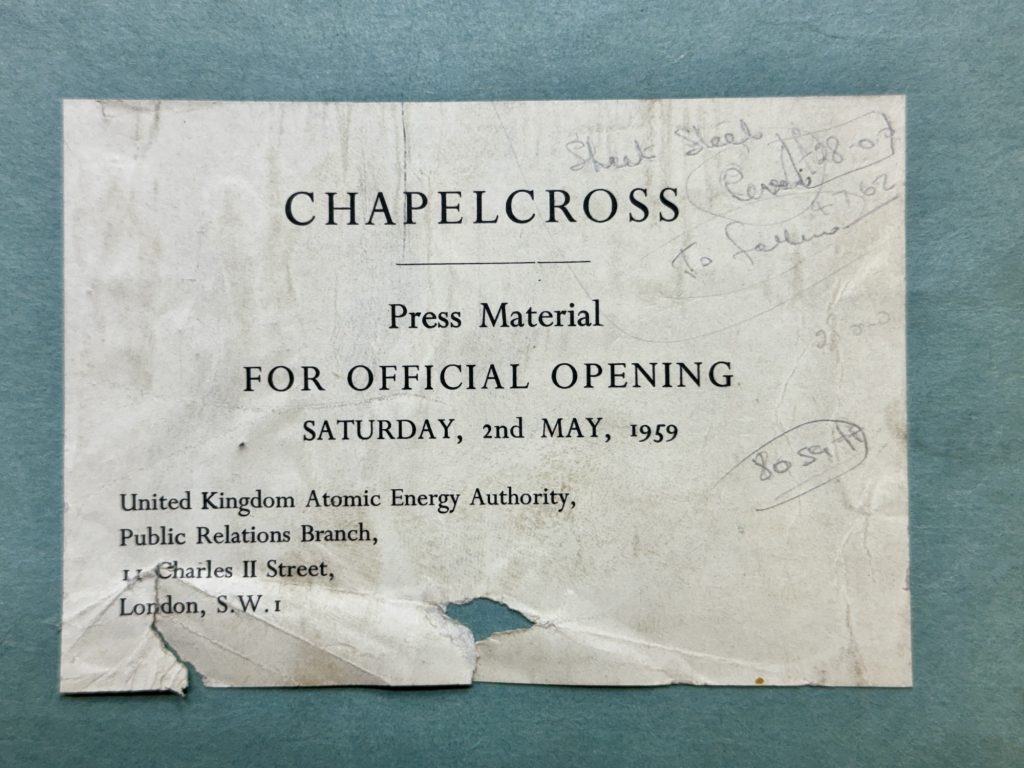 CHAPELCROSS
Press Material
FOR OFFICIAL OPENING
SATURDAY, 2nd MAY, 1959
United Kingdom Atomic Energy Authority,
Public Relations Branch,
11 Charles II Street,
London, S.W.1
Sheet Steel
To